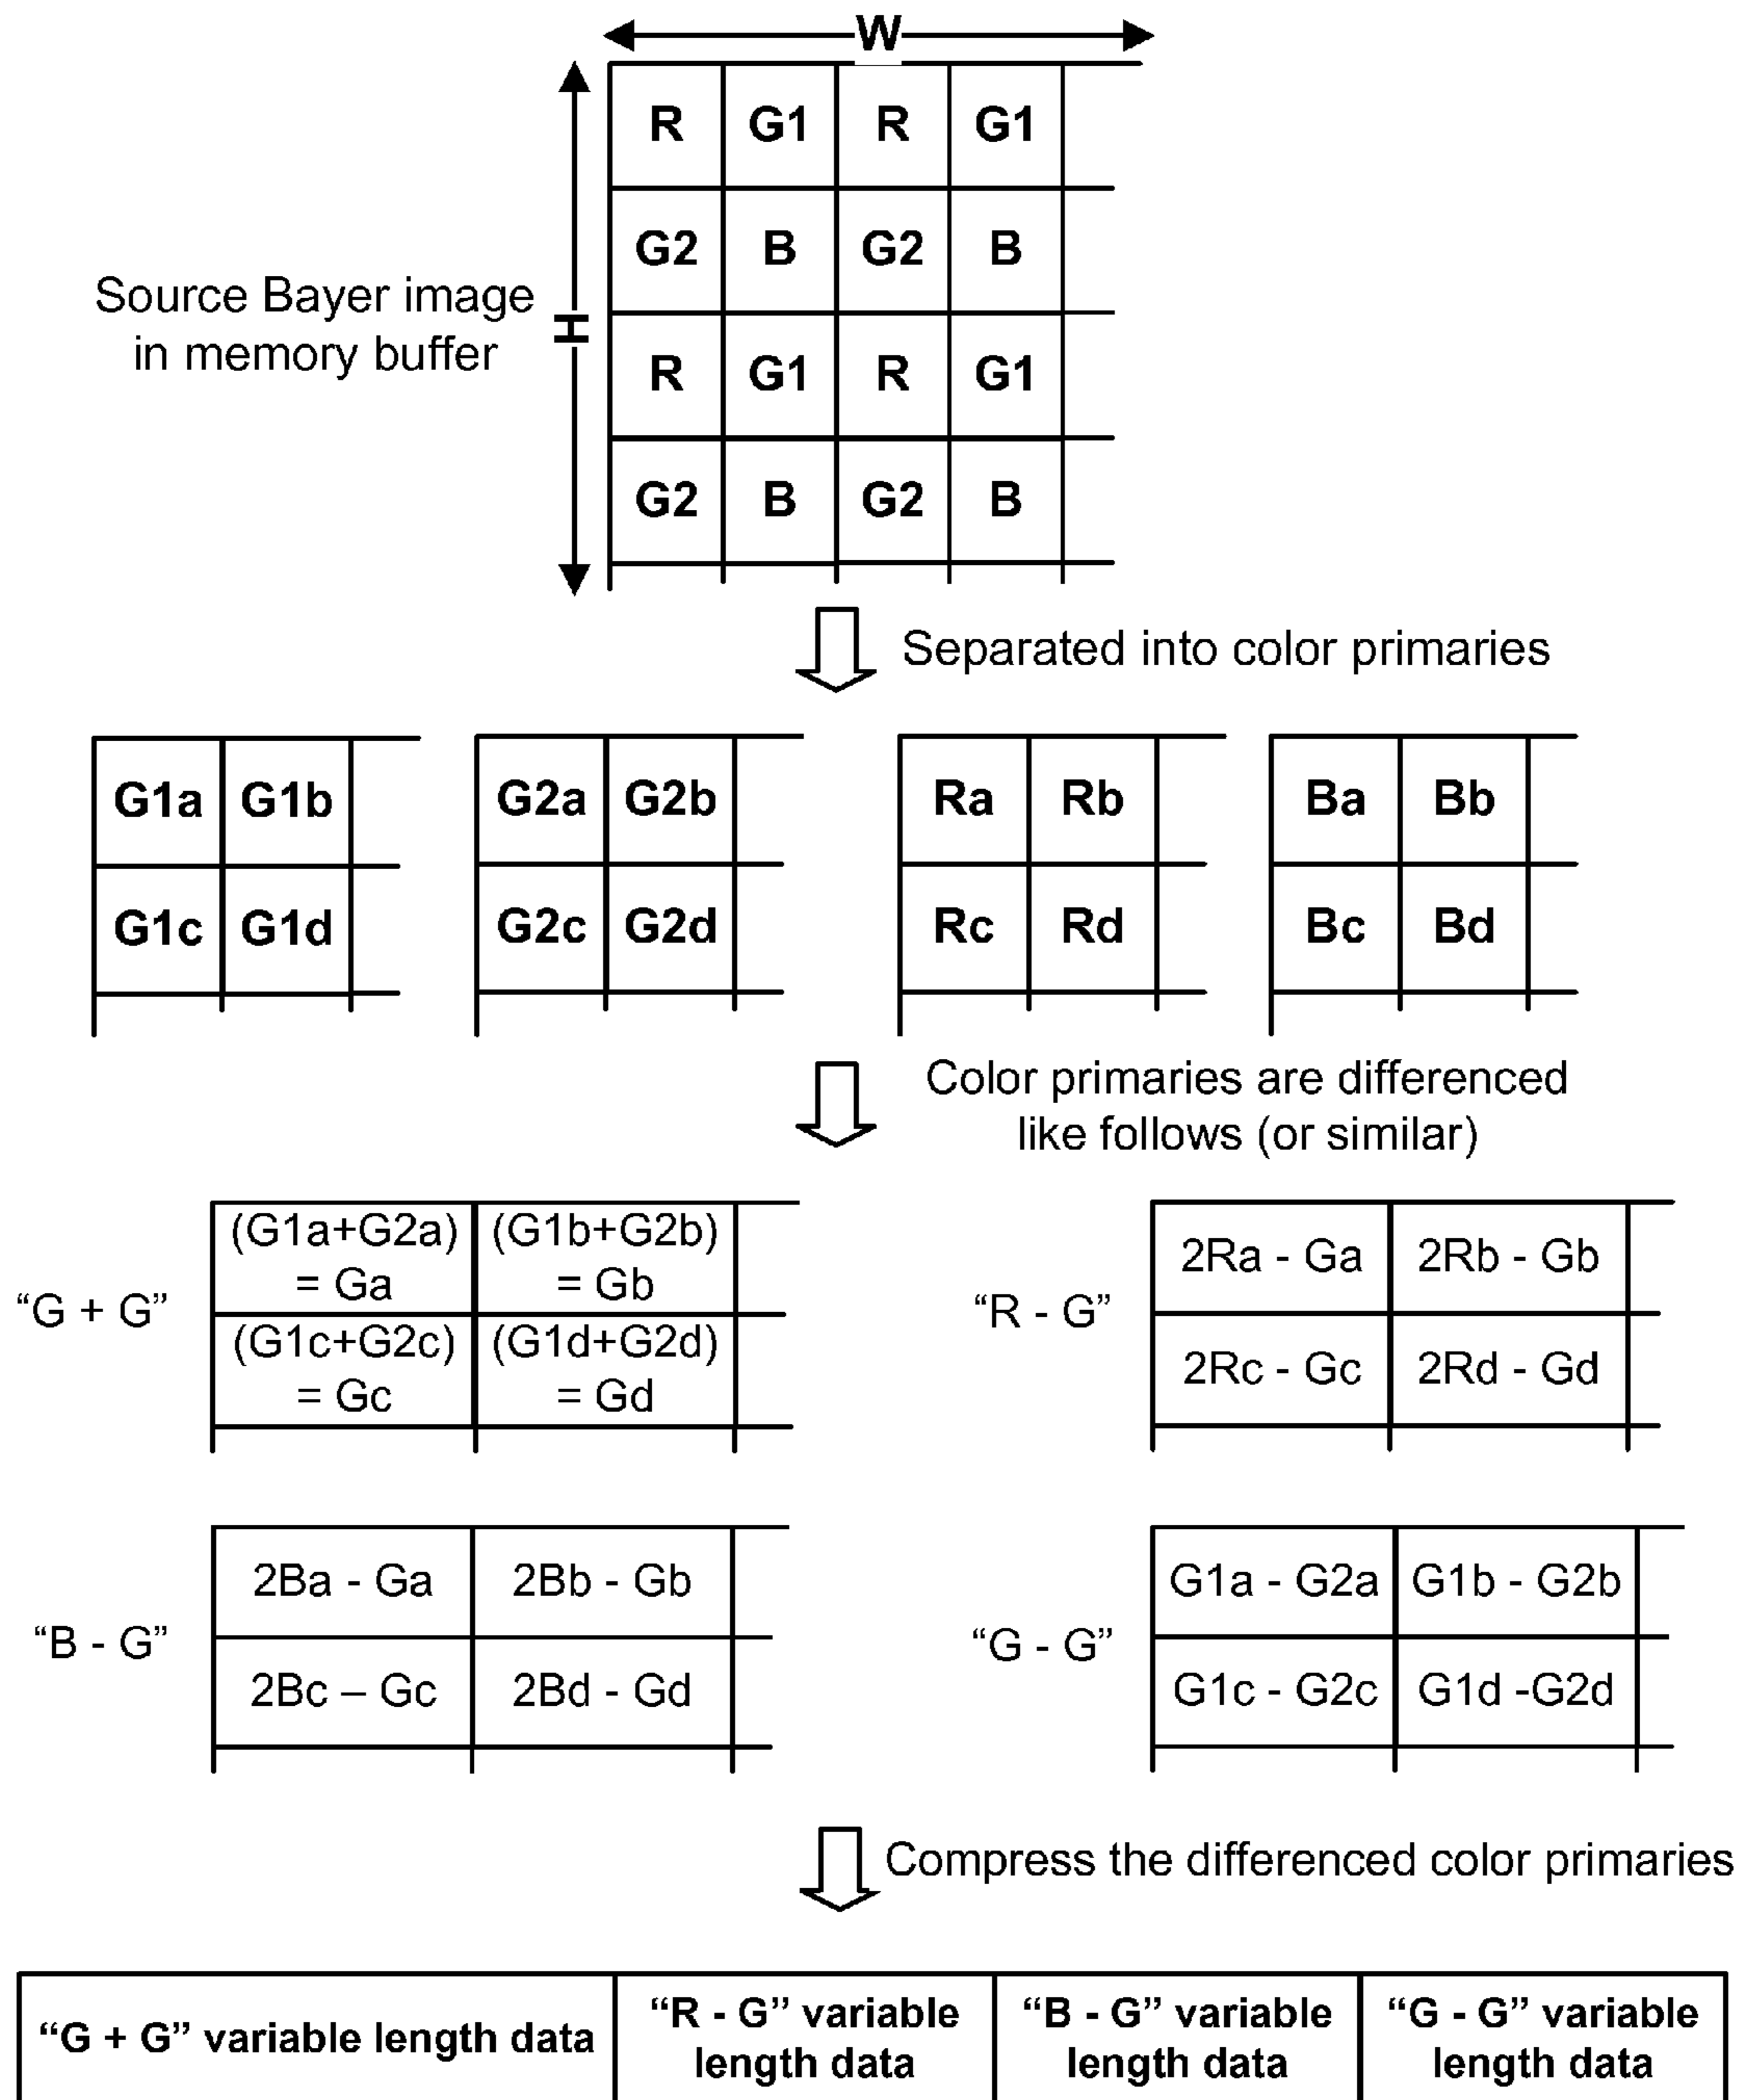 W
R G1 R G1
G2 B G2 B
Source Bayer image
in memory buffer
H
R G1 R G1
G2 B G2 B
Separated into color primaries
G1a G1b G2a G2b Ra Rb Ba Bb
G1c G1d G2c G2d Rc Rd Bc Bd
Color primaries are differenced
like follows (or similar)
“G + G”
(G1a+G2a) (G1b+G2b)
= Ga = Gb
(G1c+G2c) (G1d+G2d)
= Gc = Gd
“R - G”
2Ra - Ga 2Rb - Gb
2Rc - Gc 2Rd - Gd
“B - G”
2Ba - Ga 2Bb - Gb
2Bc – Gc 2Bd - Gd
“G - G”
G1a - G2a G1b - G2b
G1c - G2c G1d -G2d
Compress the differenced color primaries
“G + G” variable length data
“R - G” variable
length data
“B - G” variable
length data
“G - G” variable
length data